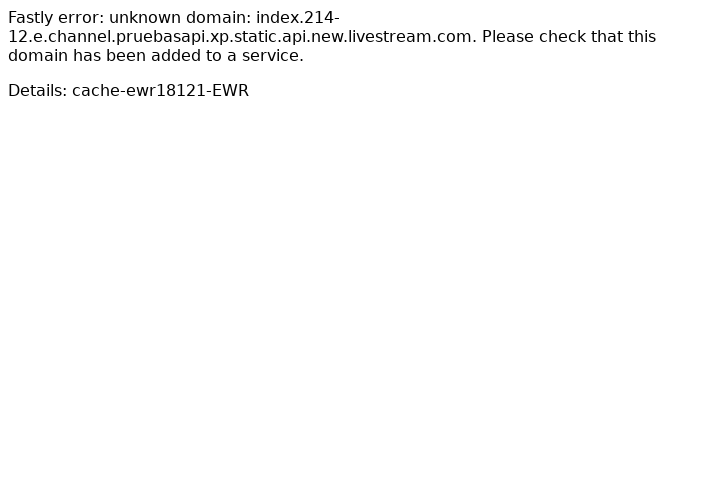 Fastly error: unknown domain: index.214-
12.e.channel.pruebasapi.xp.static.api.new.livestream.com. Please check that this
domain has been added to a service.
Details: cache-ewr18121-EWR